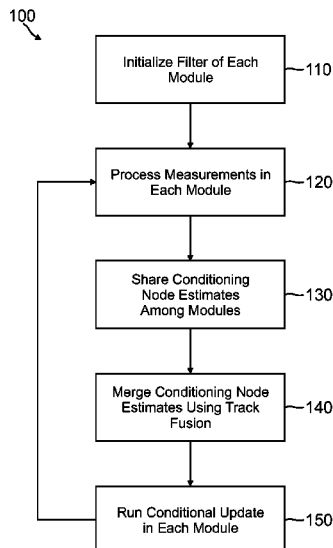 100
Initialize Filter of Each
Module
110
Process Measurements in
Each Module
120
Share Conditioning
Node Estimates
Among Modules
130
Merge Conditioning Node
Estimates Using Track
Fusion
140
Run Conditional Update
in Each Module
150